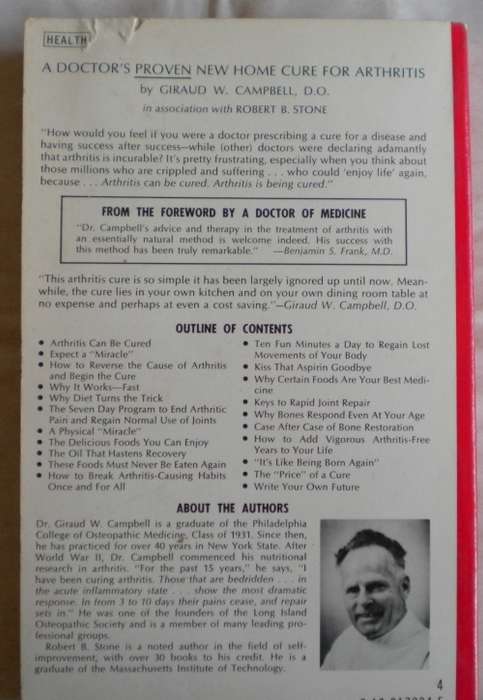 HEALTH
A DOCTOR'S PROVEN NEW HOME CURE FOR ARTHRITIS
by GIRAUD W. CAMPBELL, D.O.
in association with ROBERT B. STONE
"How would you feel if you were a doctor prescribing a cure for a disease and
having success after success—while (other) doctors were declaring adamantly
that arthritis is incurable? It's pretty frustrating, especially when you think about
those millions who are crippled and suffering . . . who could 'enjoy life' again,
because . . . Arthritis can be cured. Arthritis is being cured."
FROM THE FOREWORD BY A DOCTOR OF MEDICINE
"Dr. Campbell's advice and therapy in the treatment of arthritis with
an essentially natural method is welcome indeed. His success with
this method has been truly remarkable." —Benjamin S. Frank, M.D.
"This arthritis cure is so simple it has been largely ignored up until now. Mean-
while, the cure lies in your own kitchen and on your own dining room table at
no expense and perhaps at even a cost saving."—Giraud W. Campbell, D.O.
OUTLINE OF CONTENTS
• Arthritis Can Be Cured
• Expect a "Miracle"
• How to Reverse the Cause of Arthritis
and Begin the Cure
• Why It Works—Fast
• Why Diet Turns the Trick
• The Seven Day Program to End Arthritic
Pain and Regain Normal Use of Joints
• A Physical "Miracle"
• The Delicious Foods You Can Enjoy
• The Oil That Hastens Recovery
• These Foods Must Never Be Eaten Again
• How to Break Arthritis-Causing Habits
Once and For All
• Ten Fun Minutes a Day to Regain Lost
Movements of Your Body
• Kiss That Aspirin Goodbye
• Why Certain Foods Are Your Best Medi-
cine
• Keys to Rapid Joint Repair
• Why Bones Respond Even At Your Age
• Case After Case of Bone Restoration
• How to Add Vigorous Arthritis-Free
Years to Your Life
• "It's Like Being Born Again"
• The "Price" of a Cure
• Write Your Own Future
ABOUT THE AUTHORS
Dr. Giraud W. Campbell is a graduate of the Philadelphia
College of Osteopathic Medicine, Class of 1931. Since then,
he has practiced for over 40 years in New York State. After
World War II, Dr. Campbell commenced his nutritional
research in arthritis. "For the past 15 years," he says, "I
have been curing arthritis. Those that are bedridden . . . in
the acute inflammatory state . . . show the most dramatic
response. In from 3 to 10 days their pains cease, and repair
sets in." He was one of the founders of the Long Island
Osteopathic Society and is a member of many leading pro-
fessional groups.
Robert B. Stone is a noted author in the field of self-
improvement, with over 30 books to his credit. He is a
graduate of the Massachusetts Institute of Technology.
4